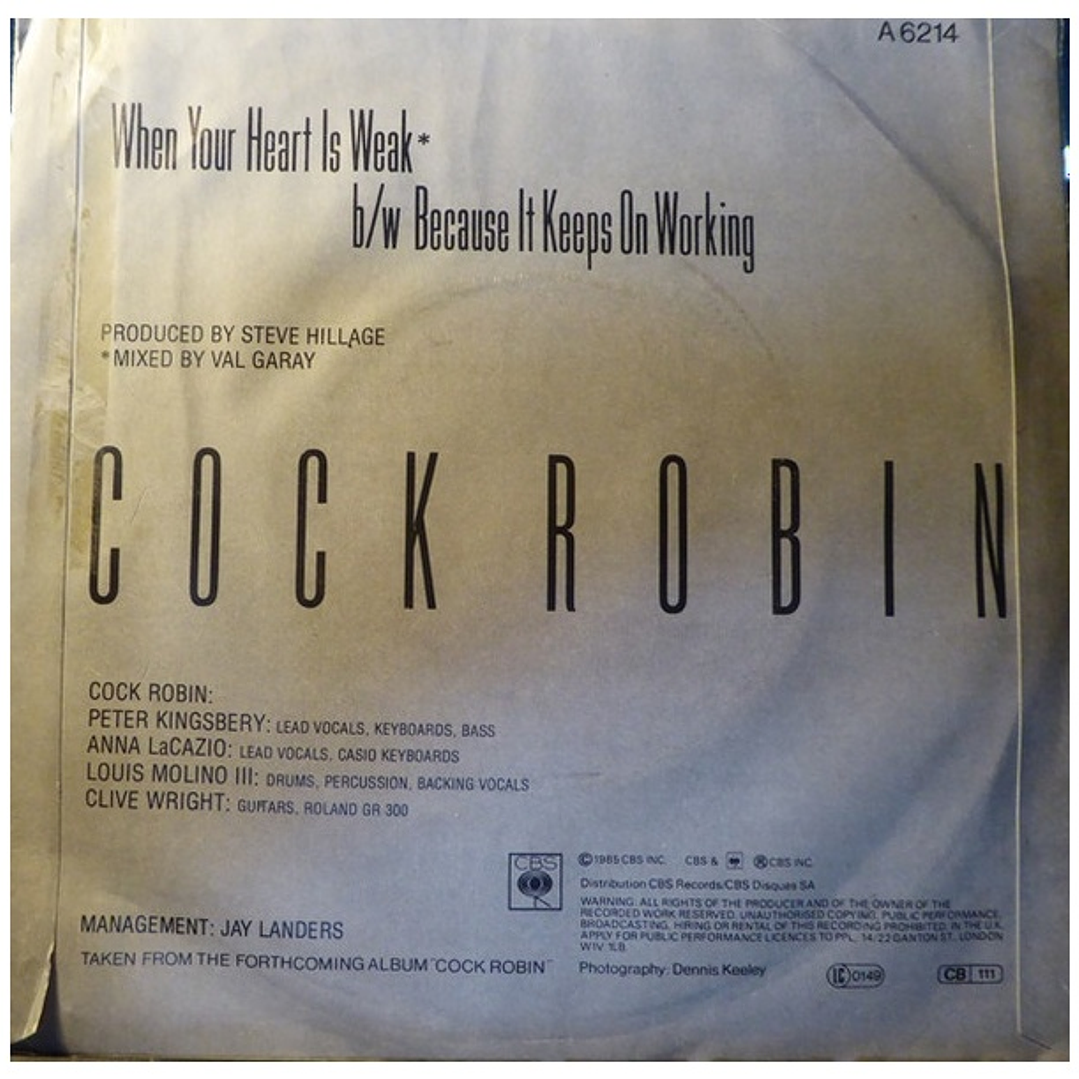 A 6214
When Your Heart Is Weak*
b/w Because It Keeps On Working
PRODUCED BY STEVE HILLAGE
*MIXED BY VAL GARAY
COCK ROBIN
COCK ROBIN:
PETER KINGSBERY: LEAD VOCALS, KEYBOARDS, BASS
ANNA LaCAZIO: LEAD VOCALS, CASIO KEYBOARDS
LOUIS MOLINO III: DRUMS, PERCUSSION, BACKING VOCALS
CLIVE WRIGHT: GUITARS, ROLAND GR 300
MANAGEMENT: JAY LANDERS
TAKEN FROM THE FORTHCOMING ALBUM "COCK ROBIN"
CBS
©1985 CBS INC. CBS & ®CBS INC.
Distribution CBS Records/CBS Disques SA
WARNING: ALL RIGHTS OF THE PRODUCER AND OF THE OWNER OF THE
RECORDED WORK RESERVED. UNAUTHORISED COPYING, PUBLIC PERFORMANCE,
BROADCASTING, HIRING OR RENTAL OF THIS RECORDING PROHIBITED. IN THE U.K.
APPLY FOR PUBLIC PERFORMANCE LICENCES TO PPL, 14/22 GANTON ST., LONDON
W1V 1LB.
Photography: Dennis Keeley
IC 0149
CB 111